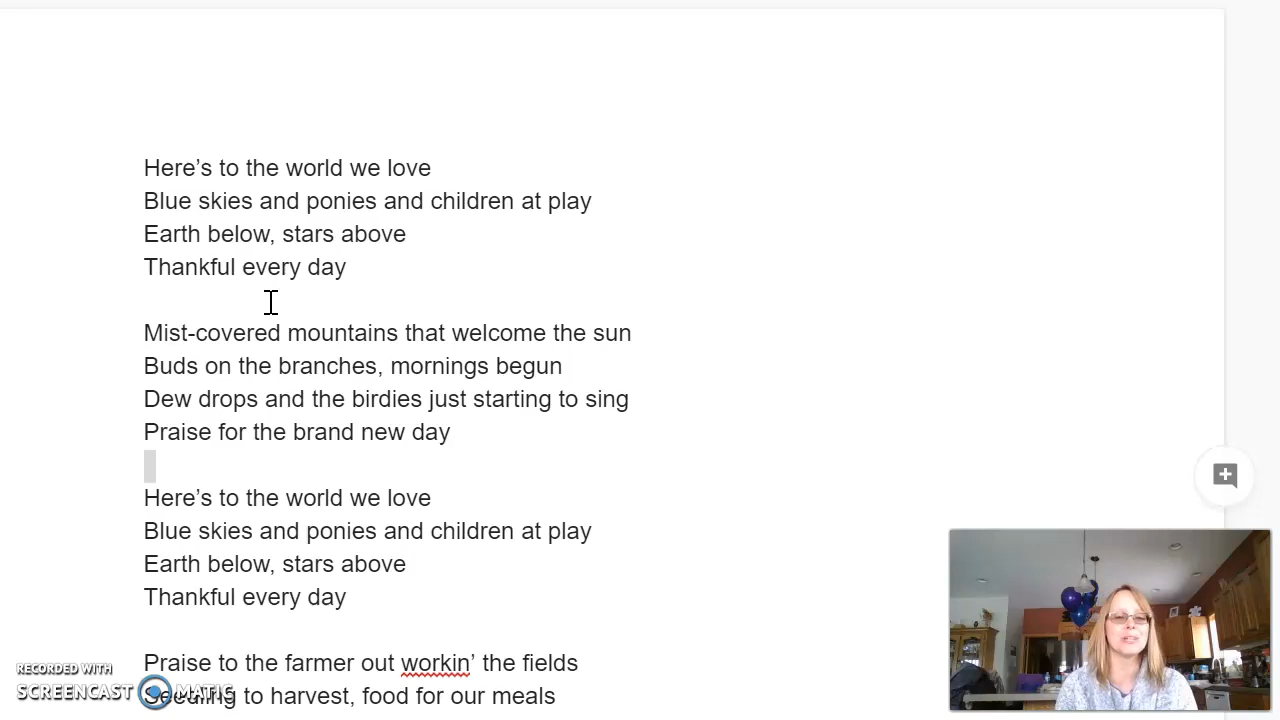 Here’s to the world we love
Blue skies and ponies and children at play
Earth below, stars above
Thankful every day
Mist-covered mountains that welcome the sun
Buds on the branches, mornings begun
Dew drops and the birdies just starting to sing
Praise for the brand new day
Here’s to the world we love
Blue skies and ponies and children at play
Earth below, stars above
Thankful every day
Praise to the farmer out workin’ the fields
Seeding to harvest, food for our meals
RECORDED WITH
SCREENCAST MATIC